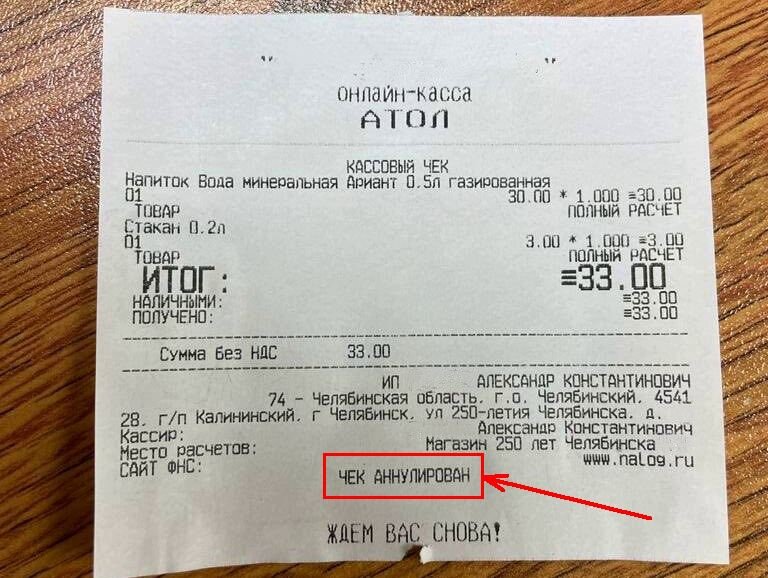 ОНЛАЙН-КАССА
АТОЛ
КАССОВЫЙ ЧЕК
Напиток Вода минеральная Ариант 0.5л газированная
01 30.00 * 1.000 ≡30.00
ТОВАР ПОЛНЫЙ РАСЧЕТ
Стакан 0.2л
01 3.00 * 1.000 ≡3.00
ТОВАР ПОЛНЫЙ РАСЧЕТ
ИТОГ: ≡33.00
НАЛИЧНЫМИ: ≡33.00
ПОЛУЧЕНО: ≡33.00
Сумма без НДС 33.00
ИП АЛЕКСАНДР КОНСТАНТИНОВИЧ
74 - Челябинская область, г.о. Челябинский, 4541
28, г/п Калининский, г Челябинск, ул 250-летия Челябинска, д.
Кассир: Александр Константинович
Место расчетов: Магазин 250 лет Челябинска
САЙТ ФНС: www.nalog.ru
ЧЕК АННУЛИРОВАН
ЖДЕМ ВАС СНОВА!